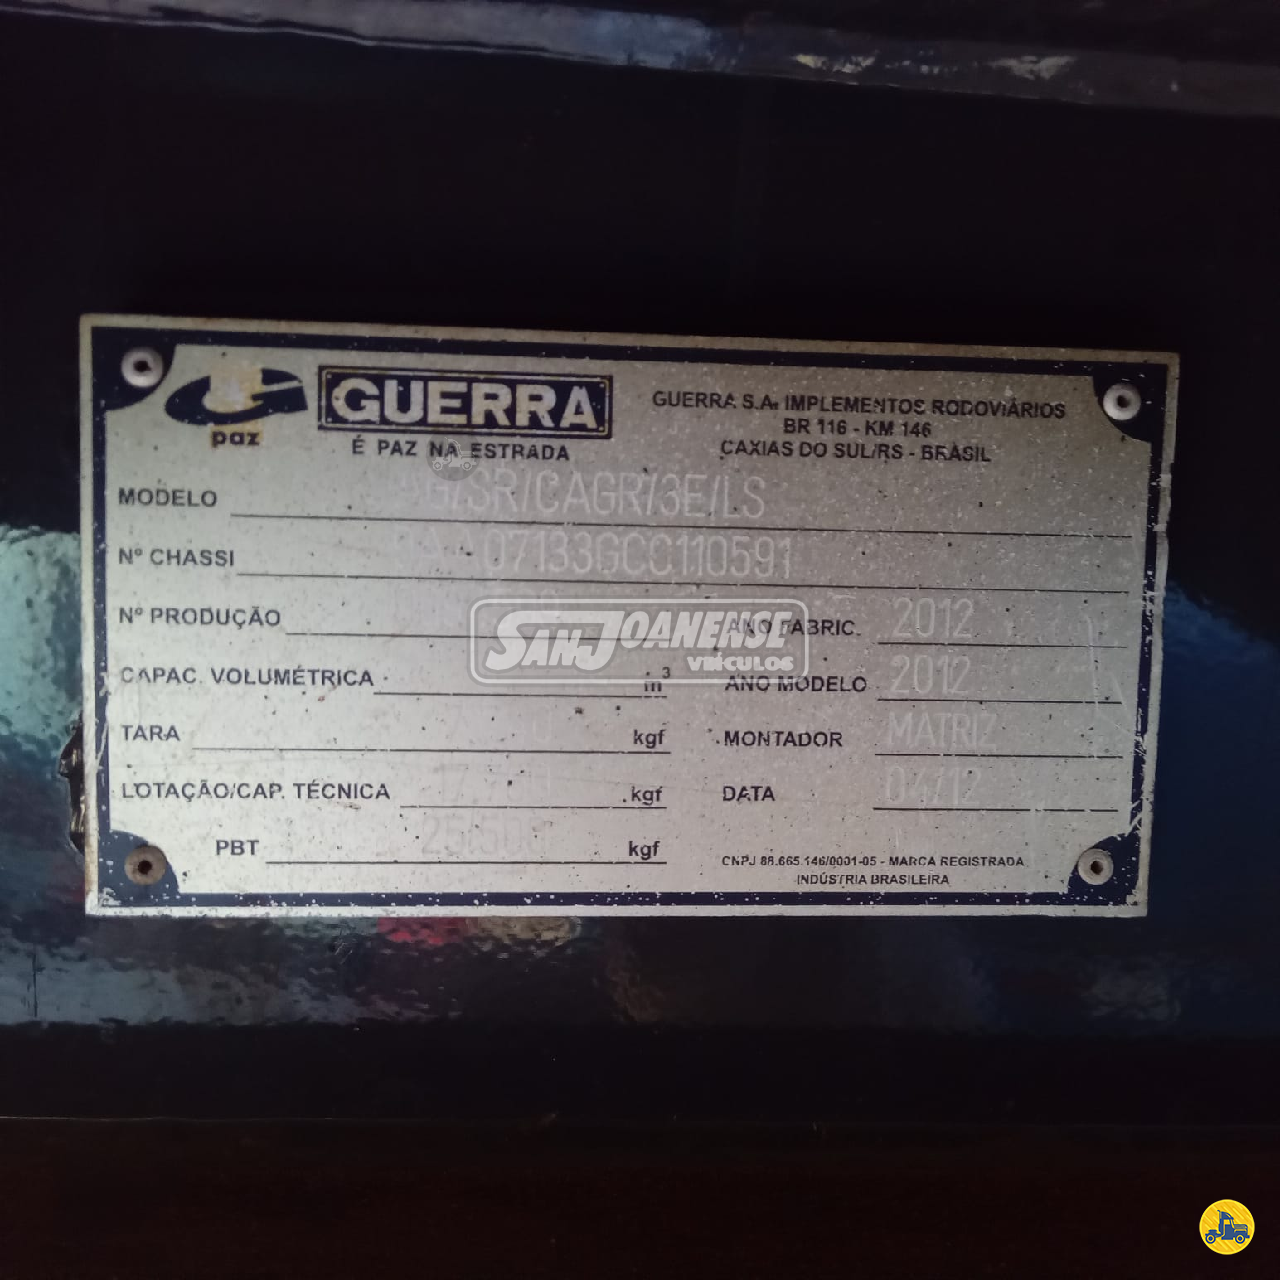 paz
GUERRA
É PAZ NA ESTRADA
GUERRA S.A. IMPLEMENTOS RODOVIÁRIOS
BR 116 - KM 146
CAXIAS DO SUL/RS - BRASIL
MODELO AG/SR/CAGR/3E/LS
Nº CHASSI
Nº PRODUÇÃO
ANO FABRIC. 2012
CAPAC. VOLUMÉTRICA m³
ANO MODELO 2012
TARA kgf
MONTADOR MATRIZ
LOTAÇÃO/CAP. TÉCNICA kgf
DATA 04/12
PBT kgf
CNPJ 88.665.146/0001-05 - MARCA REGISTRADA
INDÚSTRIA BRASILEIRA
SANJOANENSE
VEÍCULOS